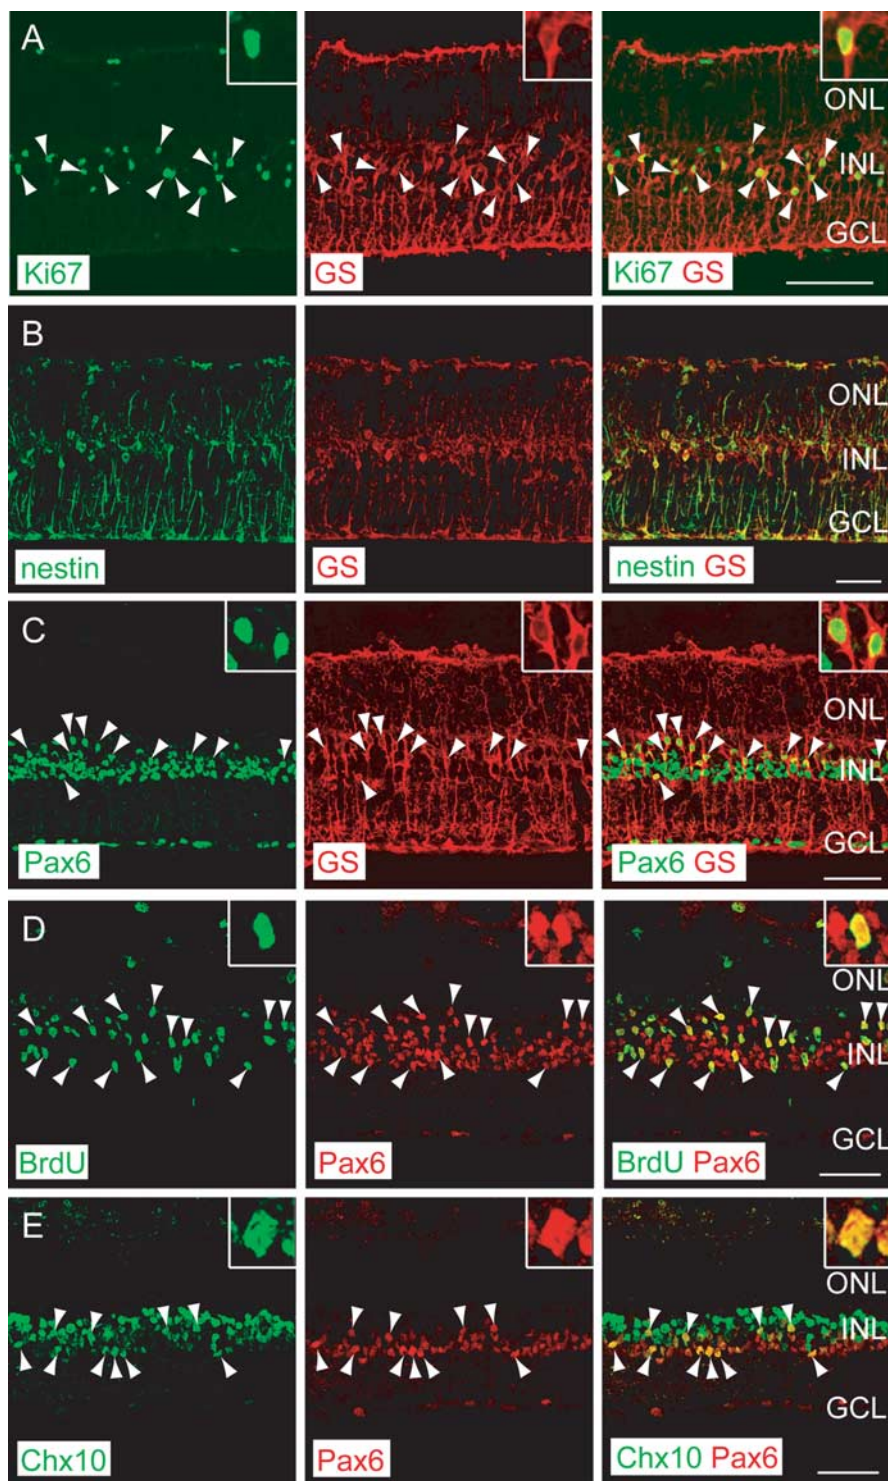 A
ONL
INL
GCL
Ki67
GS
Ki67 GS
B
ONL
INL
GCL
nestin
GS
nestin GS
C
ONL
INL
GCL
Pax6
GS
Pax6 GS
D
ONL
INL
GCL
BrdU
Pax6
BrdU Pax6
E
ONL
INL
GCL
Chx10
Pax6
Chx10 Pax6